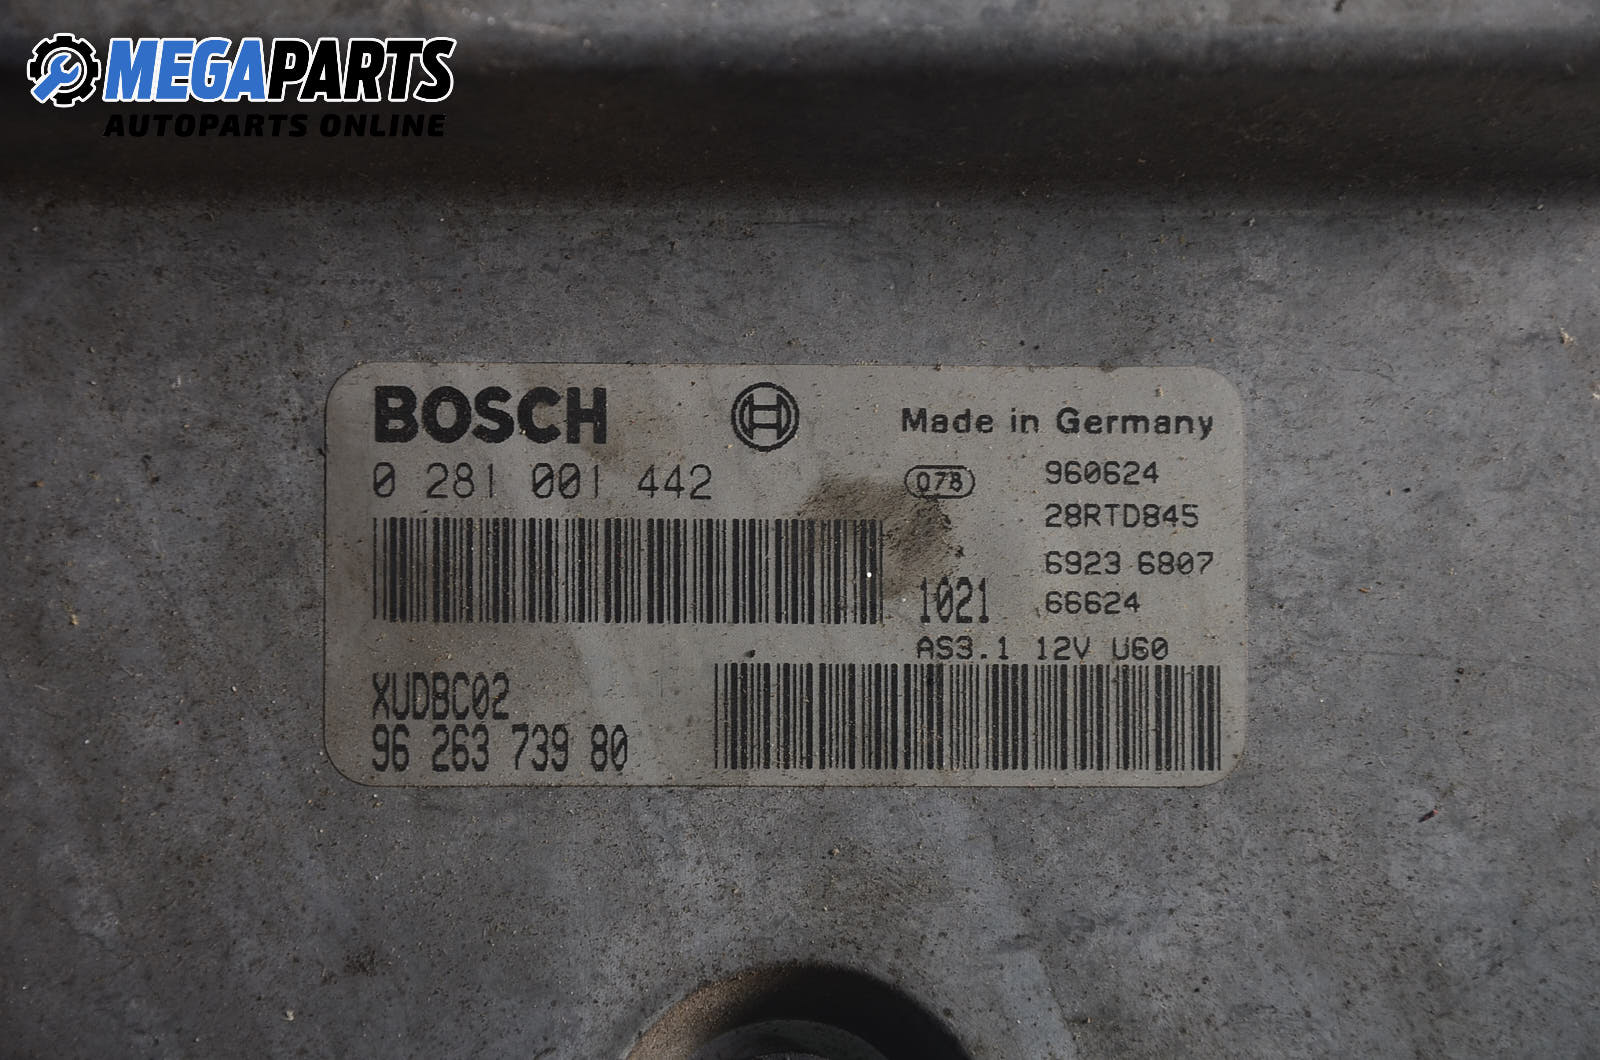 MEGAPARTS
AUTOPARTS ONLINE
BOSCH
Made in Germany
0 281 001 442
078
960624
28RTD845
6923 6807
1021
66624
AS3.1 12V U60
XUDBC02
96 263 739 80